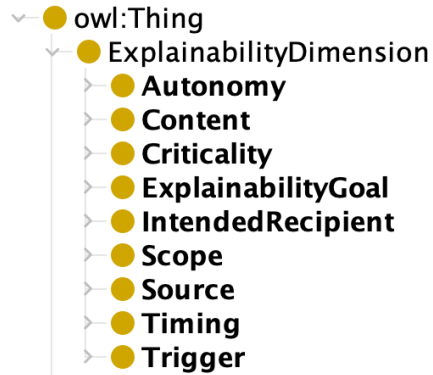 owl:Thing
ExplainabilityDimension
Autonomy
Content
Criticality
ExplainabilityGoal
IntendedRecipient
Scope
Source
Timing
Trigger